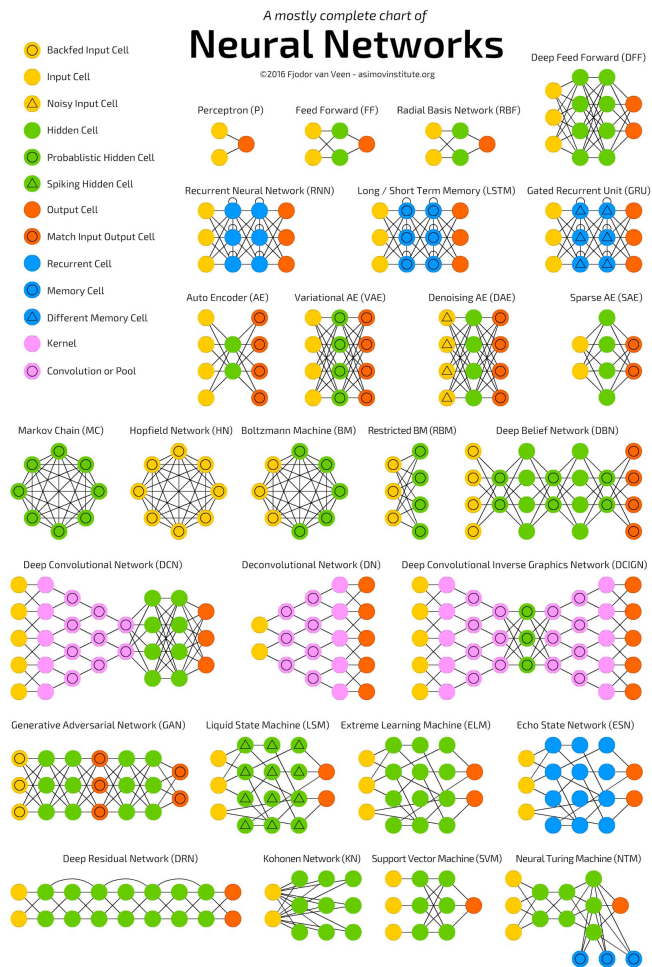 A mostly complete chart of
Neural Networks
©2016 Fjodor van Veen - asimovinstitute.org
Backfed Input Cell
Input Cell
Noisy Input Cell
Hidden Cell
Probablistic Hidden Cell
Spiking Hidden Cell
Output Cell
Match Input Output Cell
Recurrent Cell
Memory Cell
Different Memory Cell
Kernel
Convolution or Pool
Deep Feed Forward (DFF)
Perceptron (P)
Feed Forward (FF)
Radial Basis Network (RBF)
Recurrent Neural Network (RNN)
Long / Short Term Memory (LSTM)
Gated Recurrent Unit (GRU)
Auto Encoder (AE)
Variational AE (VAE)
Denoising AE (DAE)
Sparse AE (SAE)
Markov Chain (MC)
Hopfield Network (HN)
Boltzmann Machine (BM)
Restricted BM (RBM)
Deep Belief Network (DBN)
Deep Convolutional Network (DCN)
Deconvolutional Network (DN)
Deep Convolutional Inverse Graphics Network (DCIGN)
Generative Adversarial Network (GAN)
Liquid State Machine (LSM)
Extreme Learning Machine (ELM)
Echo State Network (ESN)
Deep Residual Network (DRN)
Kohonen Network (KN)
Support Vector Machine (SVM)
Neural Turing Machine (NTM)